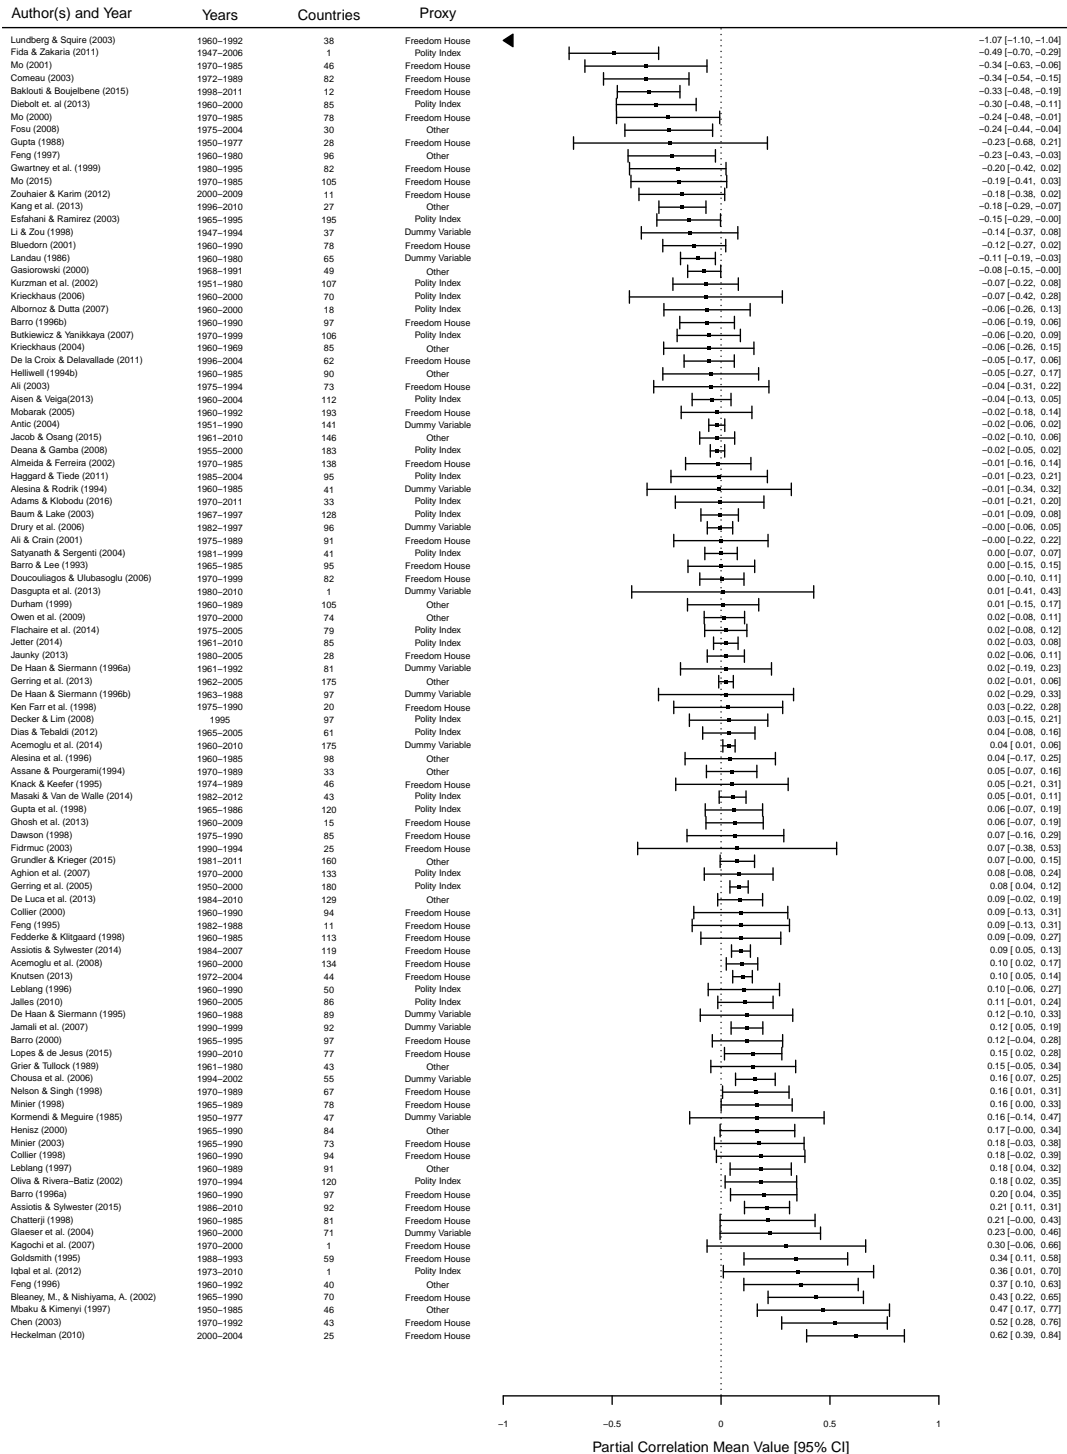 Author(s) and Year Years Countries Proxy
Lundberg & Squire (2003) 1960−1992 38 Freedom House −1.07 [−1.10, −1.04]
Fida & Zakaria (2011) 1947−2006 1 Polity Index −0.49 [−0.70, −0.29]
Mo (2001) 1970−1985 46 Freedom House −0.34 [−0.63, −0.06]
Comeau (2003) 1972−1989 82 Freedom House −0.34 [−0.54, −0.15]
Baklouti & Boujelbene (2015) 1998−2011 12 Freedom House −0.33 [−0.48, −0.19]
Diebolt et. al (2013) 1960−2000 85 Polity Index −0.30 [−0.48, −0.11]
Mo (2000) 1970−1985 78 Freedom House −0.24 [−0.48, −0.01]
Fosu (2008) 1975−2004 30 Other −0.24 [−0.44, −0.04]
Gupta (1988) 1950−1977 28 Freedom House −0.23 [−0.68, 0.21]
Feng (1997) 1960−1980 96 Other −0.23 [−0.43, −0.03]
Gwartney et al. (1999) 1980−1995 82 Freedom House −0.20 [−0.42, 0.02]
Mo (2015) 1970−1985 105 Freedom House −0.19 [−0.41, 0.03]
Zouhaier & Karim (2012) 2000−2009 11 Freedom House −0.18 [−0.38, 0.02]
Kang et al. (2013) 1996−2010 27 Other −0.18 [−0.29, −0.07]
Esfahani & Ramirez (2003) 1965−1995 195 Polity Index −0.15 [−0.29, −0.00]
Li & Zou (1998) 1947−1994 37 Dummy Variable −0.14 [−0.37, 0.08]
Bluedorn (2001) 1960−1990 78 Freedom House −0.12 [−0.27, 0.02]
Landau (1986) 1960−1980 65 Dummy Variable −0.11 [−0.19, −0.03]
Gasiorowski (2000) 1968−1991 49 Other −0.08 [−0.15, −0.00]
Kurzman et al. (2002) 1951−1980 107 Polity Index −0.07 [−0.22, 0.08]
Krieckhaus (2006) 1960−2000 70 Polity Index −0.07 [−0.42, 0.28]
Albornoz & Dutta (2007) 1960−2000 18 Polity Index −0.06 [−0.26, 0.13]
Barro (1996b) 1960−1990 97 Freedom House −0.06 [−0.19, 0.06]
Butkiewicz & Yanikkaya (2007) 1970−1999 106 Polity Index −0.06 [−0.20, 0.09]
Krieckhaus (2004) 1960−1969 85 Other −0.06 [−0.26, 0.15]
De la Croix & Delavallade (2011) 1996−2004 62 Freedom House −0.05 [−0.17, 0.06]
Helliwell (1994b) 1960−1985 90 Other −0.05 [−0.27, 0.17]
Ali (2003) 1975−1994 73 Freedom House −0.04 [−0.31, 0.22]
Aisen & Veiga(2013) 1960−2004 112 Polity Index −0.04 [−0.13, 0.05]
Mobarak (2005) 1960−1992 193 Freedom House −0.02 [−0.18, 0.14]
Antic (2004) 1951−1990 141 Dummy Variable −0.02 [−0.06, 0.02]
Jacob & Osang (2015) 1961−2010 146 Other −0.02 [−0.10, 0.06]
Deana & Gamba (2008) 1955−2000 183 Polity Index −0.02 [−0.05, 0.02]
Almeida & Ferreira (2002) 1970−1985 138 Freedom House −0.01 [−0.16, 0.14]
Haggard & Tiede (2011) 1985−2004 95 Polity Index −0.01 [−0.23, 0.21]
Alesina & Rodrik (1994) 1960−1985 41 Dummy Variable −0.01 [−0.34, 0.32]
Adams & Klobodu (2016) 1970−2011 33 Polity Index −0.01 [−0.21, 0.20]
Baum & Lake (2003) 1967−1997 128 Polity Index −0.01 [−0.09, 0.08]
Drury et al. (2006) 1982−1997 96 Dummy Variable −0.00 [−0.06, 0.05]
Ali & Crain (2001) 1975−1989 91 Freedom House −0.00 [−0.22, 0.22]
Satyanath & Sergenti (2004) 1981−1999 41 Polity Index 0.00 [−0.07, 0.07]
Barro & Lee (1993) 1965−1985 95 Freedom House 0.00 [−0.15, 0.15]
Doucouliagos & Ulubasoglu (2006) 1970−1999 82 Freedom House 0.00 [−0.10, 0.11]
Dasgupta et al. (2013) 1980−2010 1 Dummy Variable 0.01 [−0.41, 0.43]
Durham (1999) 1960−1989 105 Other 0.01 [−0.15, 0.17]
Owen et al. (2009) 1970−2000 74 Other 0.02 [−0.08, 0.11]
Flachaire et al. (2014) 1975−2005 79 Polity Index 0.02 [−0.08, 0.12]
Jetter (2014) 1961−2010 85 Polity Index 0.02 [−0.03, 0.08]
Jaunky (2013) 1980−2005 28 Freedom House 0.02 [−0.06, 0.11]
De Haan & Siermann (1996a) 1961−1992 81 Dummy Variable 0.02 [−0.19, 0.23]
Gerring et al. (2013) 1962−2005 175 Other 0.02 [−0.01, 0.06]
De Haan & Siermann (1996b) 1963−1988 97 Dummy Variable 0.02 [−0.29, 0.33]
Ken Farr et al. (1998) 1975−1990 20 Freedom House 0.03 [−0.22, 0.28]
Decker & Lim (2008) 1995 97 Polity Index 0.03 [−0.15, 0.21]
Dias & Tebaldi (2012) 1965−2005 61 Polity Index 0.04 [−0.08, 0.16]
Acemoglu et al. (2014) 1960−2010 175 Dummy Variable 0.04 [ 0.01, 0.06]
Alesina et al. (1996) 1960−1985 98 Other 0.04 [−0.17, 0.25]
Assane & Pourgerami(1994) 1970−1989 33 Other 0.05 [−0.07, 0.16]
Knack & Keefer (1995) 1974−1989 46 Freedom House 0.05 [−0.21, 0.31]
Masaki & Van de Walle (2014) 1982−2012 43 Polity Index 0.05 [−0.01, 0.11]
Gupta et al. (1998) 1965−1986 120 Polity Index 0.06 [−0.07, 0.19]
Ghosh et al. (2013) 1960−2009 15 Freedom House 0.06 [−0.07, 0.19]
Dawson (1998) 1975−1990 85 Freedom House 0.07 [−0.16, 0.29]
Fidrmuc (2003) 1990−1994 25 Freedom House 0.07 [−0.38, 0.53]
Grundler & Krieger (2015) 1981−2011 160 Other 0.07 [−0.00, 0.15]
Aghion et al. (2007) 1970−2000 133 Polity Index 0.08 [−0.08, 0.24]
Gerring et al. (2005) 1950−2000 180 Polity Index 0.08 [ 0.04, 0.12]
De Luca et al. (2013) 1984−2010 129 Other 0.09 [−0.02, 0.19]
Collier (2000) 1960−1990 94 Freedom House 0.09 [−0.13, 0.31]
Feng (1995) 1982−1988 11 Freedom House 0.09 [−0.13, 0.31]
Fedderke & Klitgaard (1998) 1960−1985 113 Freedom House 0.09 [−0.09, 0.27]
Assiotis & Sylwester (2014) 1984−2007 119 Freedom House 0.09 [ 0.05, 0.13]
Acemoglu et al. (2008) 1960−2000 134 Freedom House 0.10 [ 0.02, 0.17]
Knutsen (2013) 1972−2004 44 Freedom House 0.10 [ 0.05, 0.14]
Leblang (1996) 1960−1990 50 Polity Index 0.10 [−0.06, 0.27]
Jalles (2010) 1960−2005 86 Polity Index 0.11 [−0.01, 0.24]
De Haan & Siermann (1995) 1960−1988 89 Dummy Variable 0.12 [−0.10, 0.33]
Jamali et al. (2007) 1990−1999 92 Dummy Variable 0.12 [ 0.05, 0.19]
Barro (2000) 1965−1995 97 Freedom House 0.12 [−0.04, 0.28]
Lopes & de Jesus (2015) 1990−2010 77 Freedom House 0.15 [ 0.02, 0.28]
Grier & Tullock (1989) 1961−1980 43 Other 0.15 [−0.05, 0.34]
Chousa et al. (2006) 1994−2002 55 Dummy Variable 0.16 [ 0.07, 0.25]
Nelson & Singh (1998) 1970−1989 67 Freedom House 0.16 [ 0.01, 0.31]
Minier (1998) 1965−1989 78 Freedom House 0.16 [ 0.00, 0.33]
Kormendi & Meguire (1985) 1950−1977 47 Dummy Variable 0.16 [−0.14, 0.47]
Henisz (2000) 1965−1990 84 Other 0.17 [−0.00, 0.34]
Minier (2003) 1965−1990 73 Freedom House 0.18 [−0.03, 0.38]
Collier (1998) 1960−1990 94 Freedom House 0.18 [−0.02, 0.39]
Leblang (1997) 1960−1989 91 Other 0.18 [ 0.04, 0.32]
Oliva & Rivera−Batiz (2002) 1970−1994 120 Polity Index 0.18 [ 0.02, 0.35]
Barro (1996a) 1960−1990 97 Freedom House 0.20 [ 0.04, 0.35]
Assiotis & Sylwester (2015) 1986−2010 92 Freedom House 0.21 [ 0.11, 0.31]
Chatterji (1998) 1960−1985 81 Freedom House 0.21 [−0.00, 0.43]
Glaeser et al. (2004) 1960−2000 71 Dummy Variable 0.23 [−0.00, 0.46]
Kagochi et al. (2007) 1970−2000 1 Freedom House 0.30 [−0.06, 0.66]
Goldsmith (1995) 1988−1993 59 Freedom House 0.34 [ 0.11, 0.58]
Iqbal et al. (2012) 1973−2010 1 Polity Index 0.36 [ 0.01, 0.70]
Feng (1996) 1960−1992 40 Other 0.37 [ 0.10, 0.63]
Bleaney, M., & Nishiyama, A. (2002) 1965−1990 70 Freedom House 0.43 [ 0.22, 0.65]
Mbaku & Kimenyi (1997) 1950−1985 46 Other 0.47 [ 0.17, 0.77]
Chen (2003) 1970−1992 43 Freedom House 0.52 [ 0.28, 0.76]
Heckelman (2010) 2000−2004 25 Freedom House 0.62 [ 0.39, 0.84]
−1 −0.5 0 0.5 1
Partial Correlation Mean Value [95% CI]